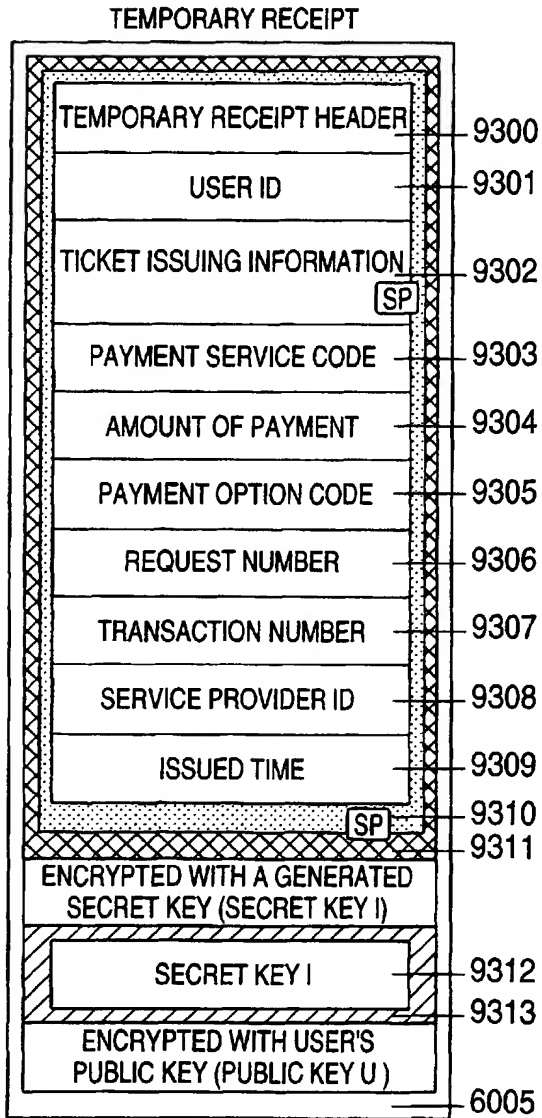 TEMPORARY RECEIPT
TEMPORARY RECEIPT HEADER 9300
USER ID 9301
TICKET ISSUING INFORMATION 9302
SP
PAYMENT SERVICE CODE 9303
AMOUNT OF PAYMENT 9304
PAYMENT OPTION CODE 9305
REQUEST NUMBER 9306
TRANSACTION NUMBER 9307
SERVICE PROVIDER ID 9308
ISSUED TIME 9309
SP 9310
9311
ENCRYPTED WITH A GENERATED
SECRET KEY (SECRET KEY I)
SECRET KEY I 9312
9313
ENCRYPTED WITH USER'S
PUBLIC KEY (PUBLIC KEY U )
6005